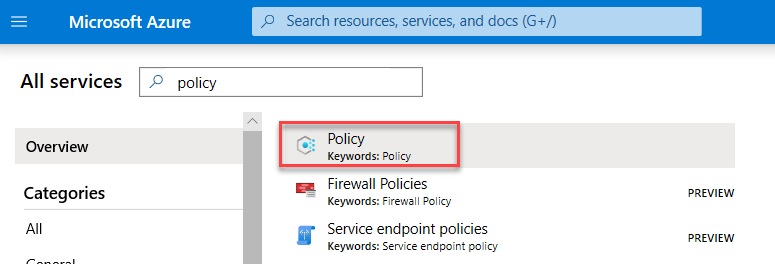 Microsoft Azure
Search resources, services, and docs (G+/)
All services
policy
Overview
Categories
All
General
Policy
Keywords: Policy
Firewall Policies
Keywords: Firewall Policy
PREVIEW
Service endpoint policies
Keywords: Service endpoint policy
PREVIEW